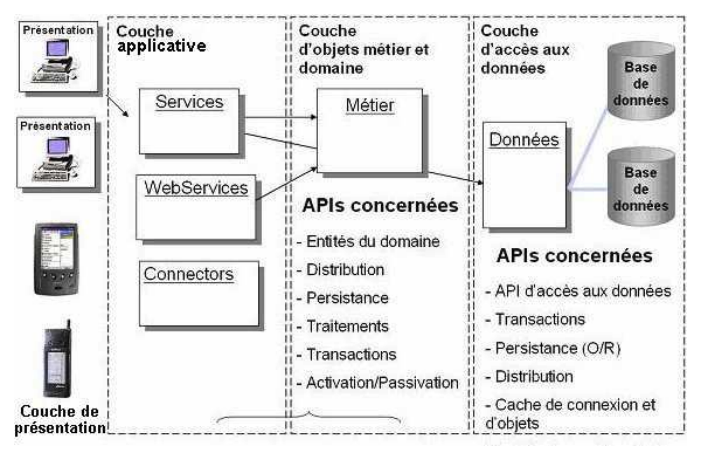 Présentation
Présentation
Couche de
présentation
Couche
applicative
Services
WebServices
Connectors
Couche
d'objets métier et
domaine
Métier
APIs concernées
- Entités du domaine
- Distribution
- Persistance
- Traitements
- Transactions
- Activation/Passivation
Couche
d'accès aux
données
Base
de
données
Base
de
données
Données
APIs concernées
- API d'accès aux données
- Transactions
- Persistance (O/R)
- Distribution
- Cache de connexion et
d'objets